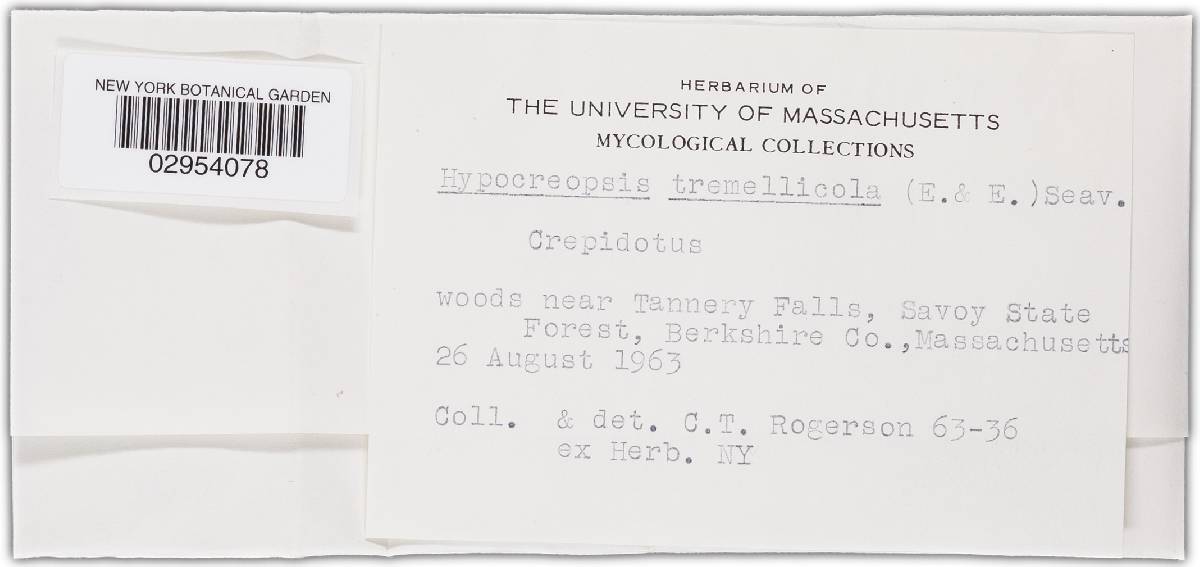 NEW YORK BOTANICAL GARDEN
02954078
HERBARIUM OF
THE UNIVERSITY OF MASSACHUSETTS
MYCOLOGICAL COLLECTIONS
Hypocreopsis tremellicola (E.& E.)Seav.
Crepidotus
woods near Tannery Falls, Savoy State
Forest, Berkshire Co.,Massachusetts
26 August 1963
Coll. & det. C.T. Rogerson 63-36
ex Herb. NY